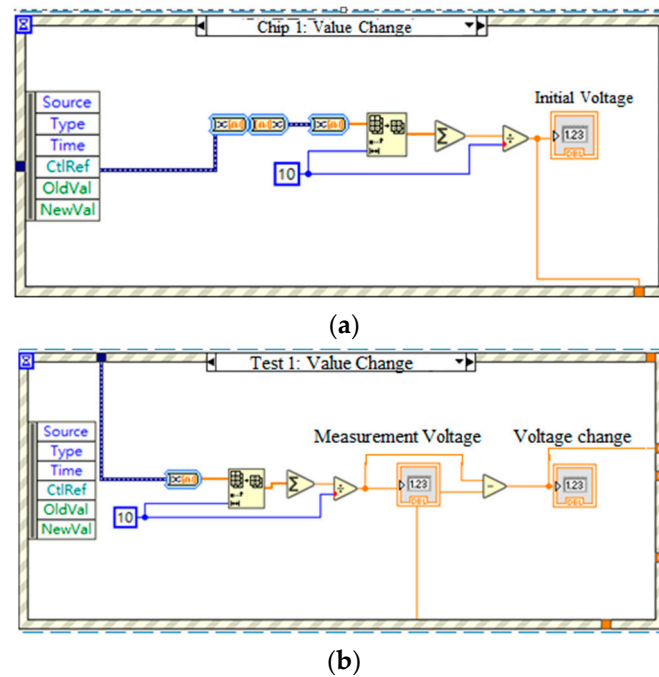 Chip 1: Value Change
Source
Type
Time
CtlRef
OldVal
NewVal
10
Initial Voltage
1.23
(a)
Test 1: Value Change
Source
Type
Time
CtlRef
OldVal
NewVal
10
Measurement Voltage
1.23
Voltage change
1.23
(b)